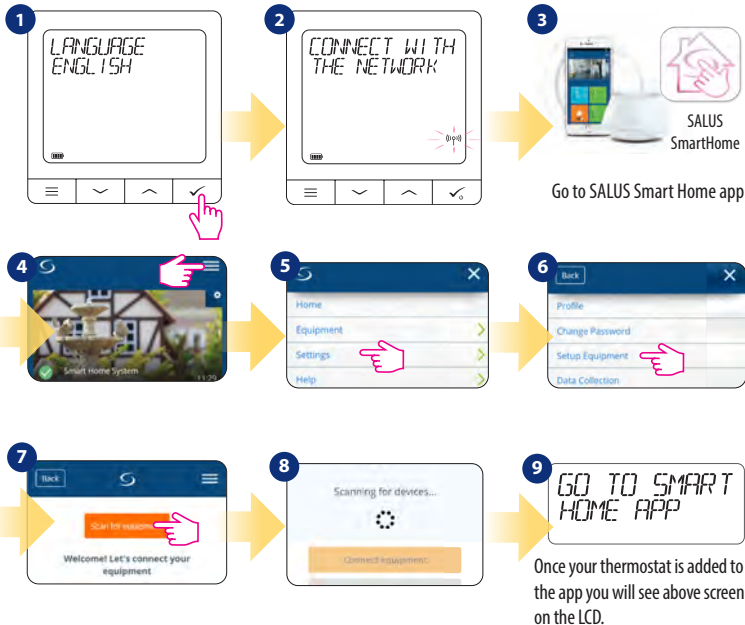 1
LANGUAGE
ENGLISH
2
CONNECT WITH
THE NETWORK
3
SALUS
SmartHome
Go to SALUS Smart Home app
4
Smart Home System
11:29
5
Home
Equipment
Settings
Help
6
Back
Profile
Change Password
Setup Equipment
Data Collection
7
Back
Scan for
Welcome! Let's connect your
equipment
8
Scanning for devices...
Connect equipment
9
GO TO SMART
HOME APP
Once your thermostat is added to
the app you will see above screen
on the LCD.